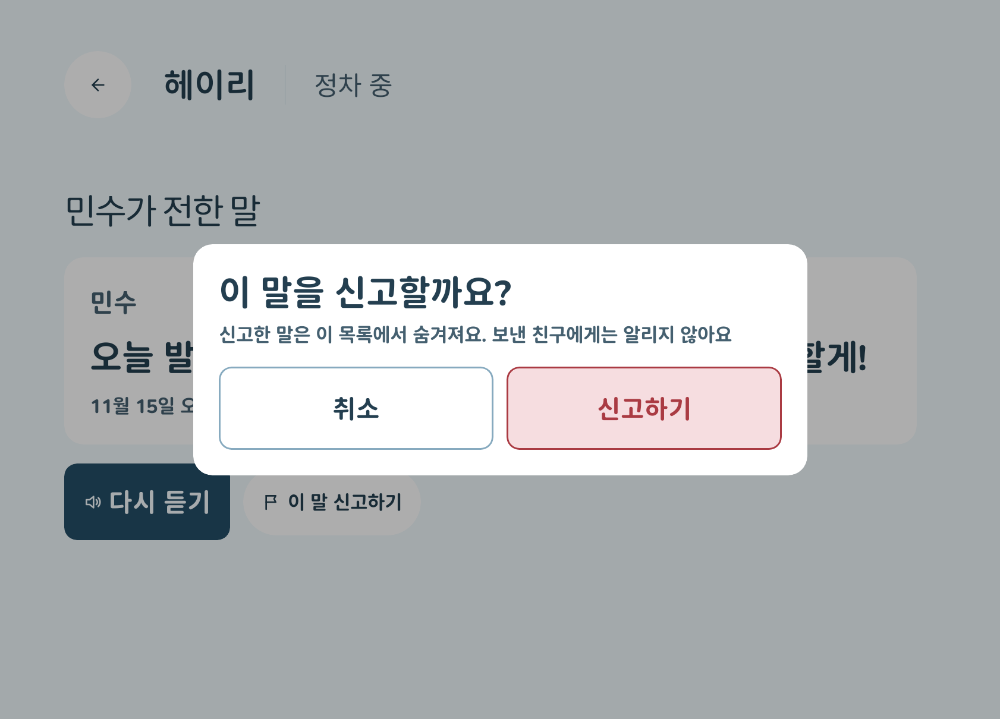 헤이리
정차 중
민수가 전한 말
민수
오늘 할게!
11월 15일
이 말을 신고할까요?
신고한 말은 이 목록에서 숨겨져요. 보낸 친구에게는 알리지 않아요
취소
신고하기
다시 듣기
이 말 신고하기